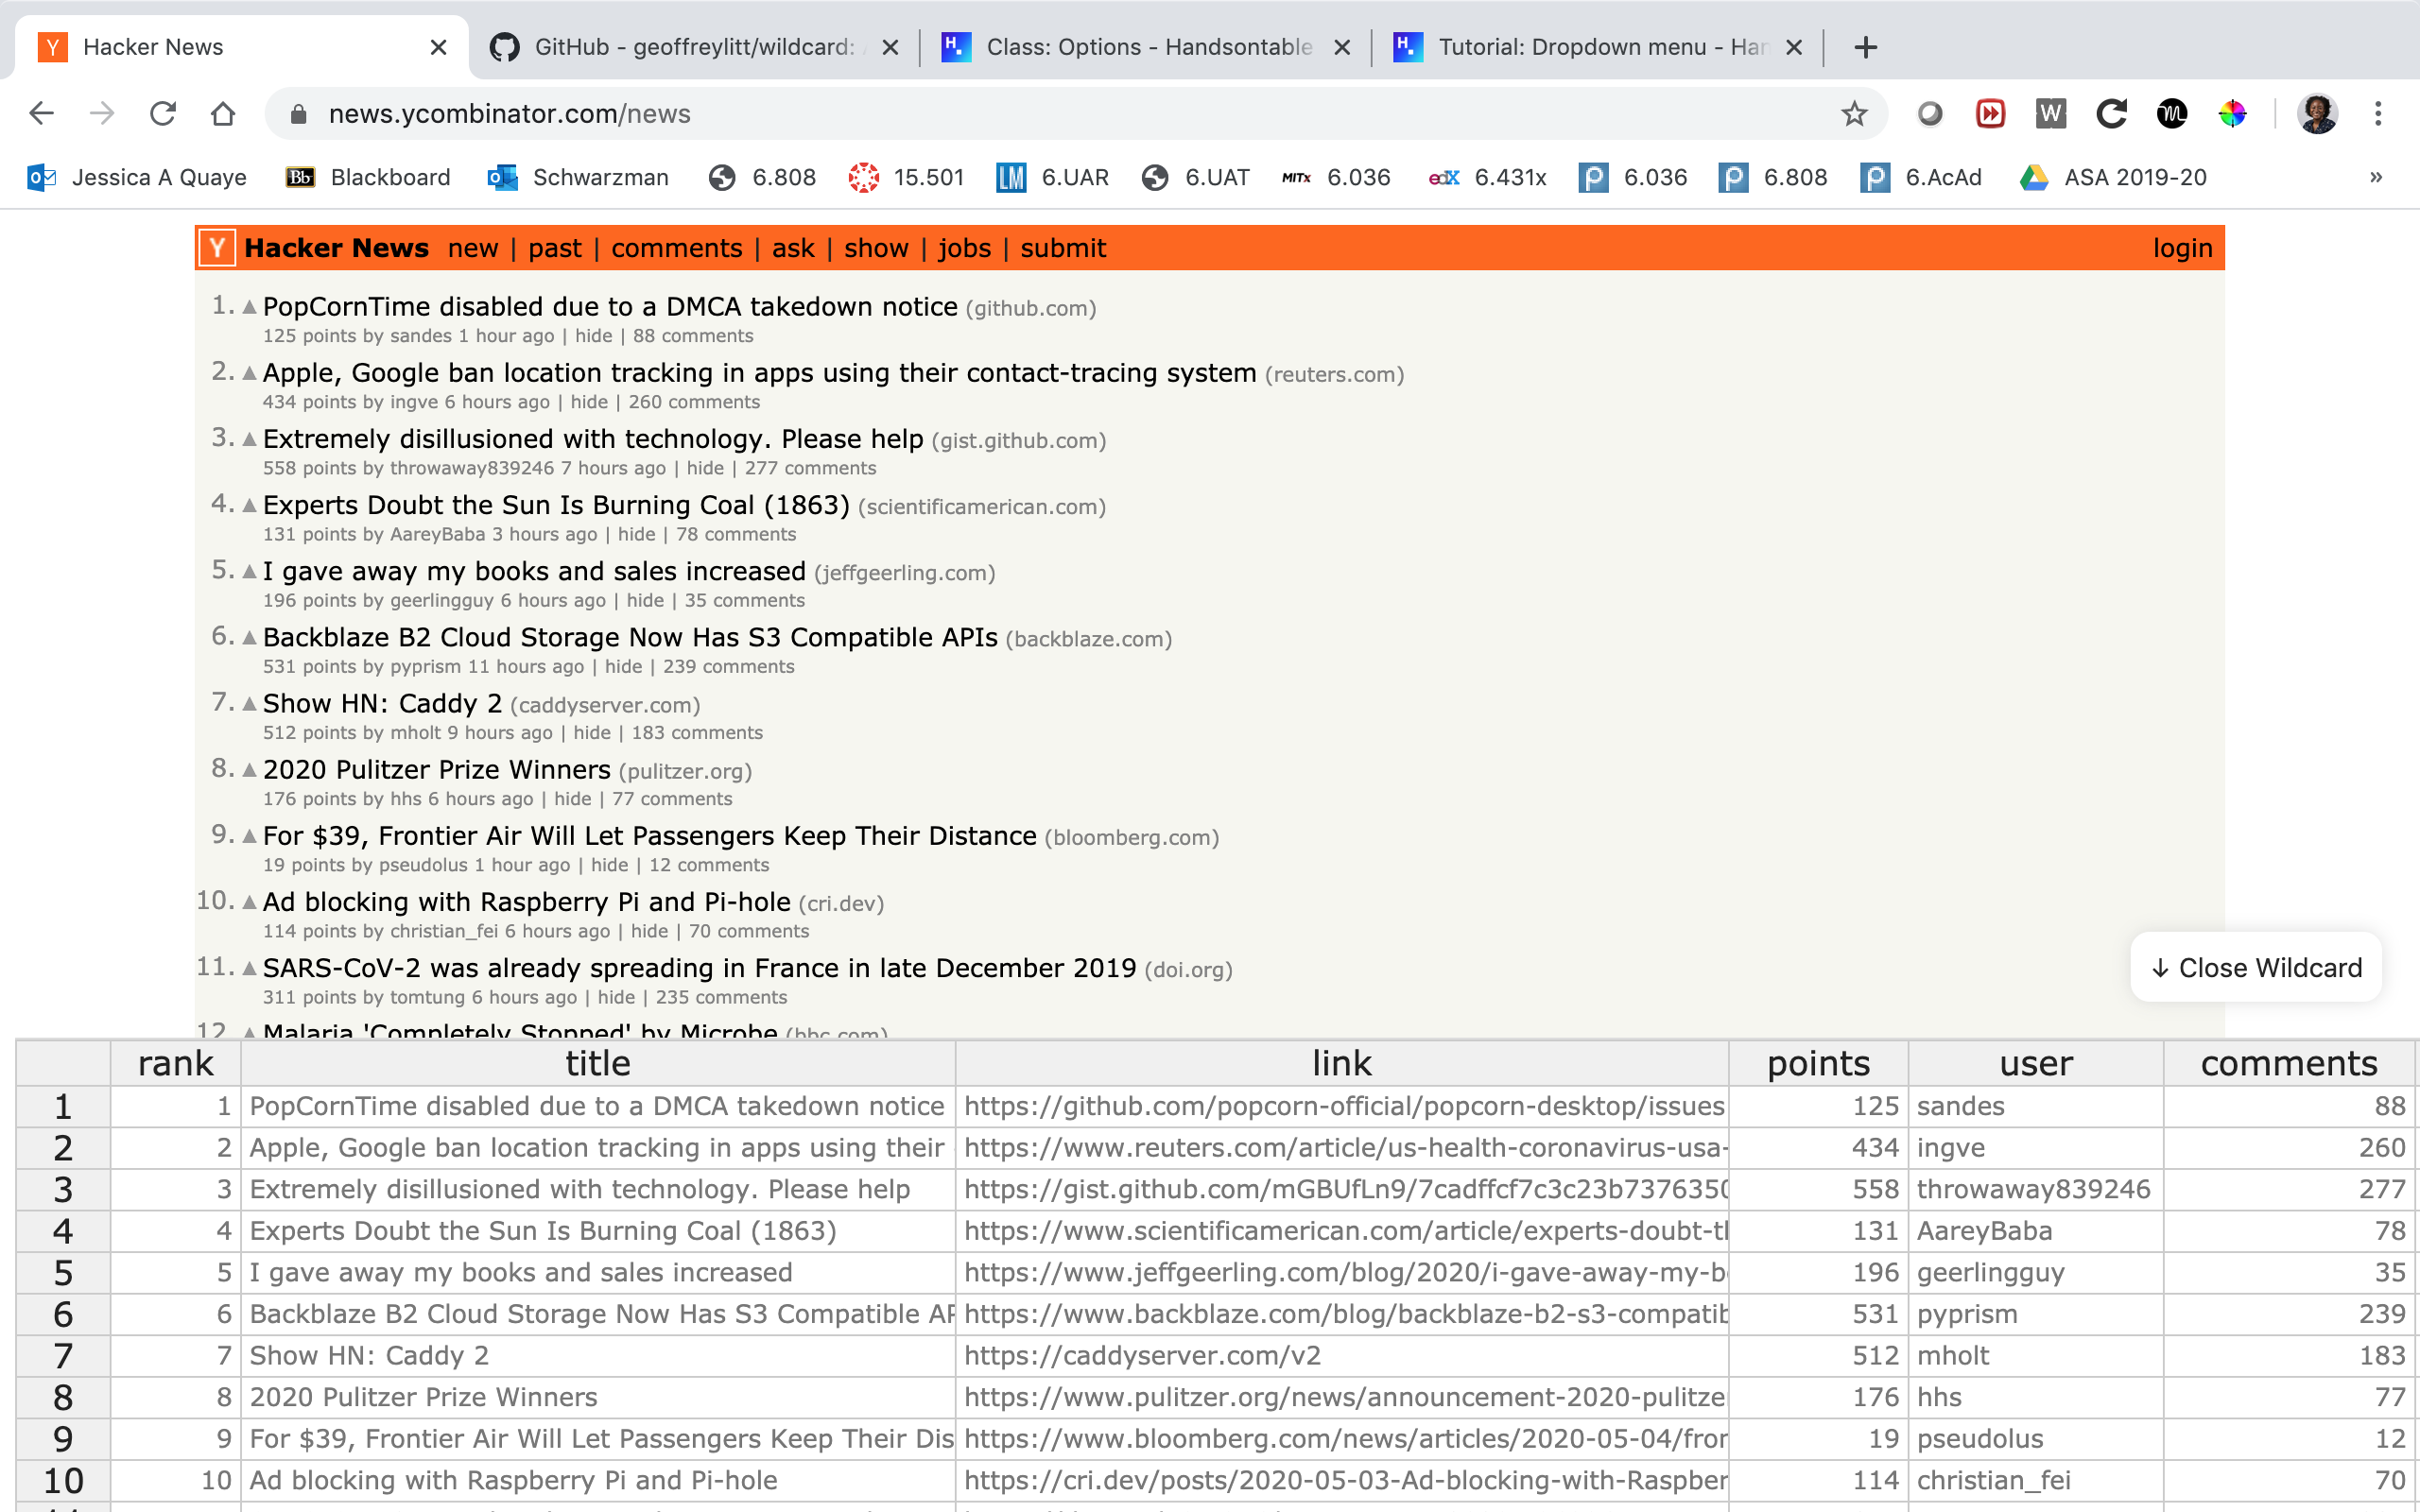 Hacker News
GitHub - geoffreylitt/wildcard:
Class: Options - Handsontable
Tutorial: Dropdown menu - Han
news.ycombinator.com/news
Jessica A Quaye Blackboard Schwarzman 6.808 15.501 6.UAR 6.UAT 6.036 6.431x 6.036 6.808 6.AcAd ASA 2019-20 »
Y Hacker News new | past | comments | ask | show | jobs | submit login
1. PopCornTime disabled due to a DMCA takedown notice (github.com)
125 points by sandes 1 hour ago | hide | 88 comments
2. Apple, Google ban location tracking in apps using their contact-tracing system (reuters.com)
434 points by ingve 6 hours ago | hide | 260 comments
3. Extremely disillusioned with technology. Please help (gist.github.com)
558 points by throwaway839246 7 hours ago | hide | 277 comments
4. Experts Doubt the Sun Is Burning Coal (1863) (scientificamerican.com)
131 points by AareyBaba 3 hours ago | hide | 78 comments
5. I gave away my books and sales increased (jeffgeerling.com)
196 points by geerlingguy 6 hours ago | hide | 35 comments
6. Backblaze B2 Cloud Storage Now Has S3 Compatible APIs (backblaze.com)
531 points by pyprism 11 hours ago | hide | 239 comments
7. Show HN: Caddy 2 (caddyserver.com)
512 points by mholt 9 hours ago | hide | 183 comments
8. 2020 Pulitzer Prize Winners (pulitzer.org)
176 points by hhs 6 hours ago | hide | 77 comments
9. For $39, Frontier Air Will Let Passengers Keep Their Distance (bloomberg.com)
19 points by pseudolus 1 hour ago | hide | 12 comments
10. Ad blocking with Raspberry Pi and Pi-hole (cri.dev)
114 points by christian_fei 6 hours ago | hide | 70 comments
11. SARS-CoV-2 was already spreading in France in late December 2019 (doi.org)
311 points by tomtung 6 hours ago | hide | 235 comments
↓ Close Wildcard
12. Malaria 'Completely Stopped' by Microbe (bbc.com)
rank title link points user comments
1 1 PopCornTime disabled due to a DMCA takedown notice https://github.com/popcorn-official/popcorn-desktop/issues 125 sandes 88
2 2 Apple, Google ban location tracking in apps using their https://www.reuters.com/article/us-health-coronavirus-usa- 434 ingve 260
3 3 Extremely disillusioned with technology. Please help https://gist.github.com/mGBUfLn9/7cadffcf7c3c23b7376350 558 throwaway839246 277
4 4 Experts Doubt the Sun Is Burning Coal (1863) https://www.scientificamerican.com/article/experts-doubt-th 131 AareyBaba 78
5 5 I gave away my books and sales increased https://www.jeffgeerling.com/blog/2020/i-gave-away-my-bo 196 geerlingguy 35
6 6 Backblaze B2 Cloud Storage Now Has S3 Compatible AP https://www.backblaze.com/blog/backblaze-b2-s3-compatib 531 pyprism 239
7 7 Show HN: Caddy 2 https://caddyserver.com/v2 512 mholt 183
8 8 2020 Pulitzer Prize Winners https://www.pulitzer.org/news/announcement-2020-pulitze 176 hhs 77
9 9 For $39, Frontier Air Will Let Passengers Keep Their Dis https://www.bloomberg.com/news/articles/2020-05-04/fron 19 pseudolus 12
10 10 Ad blocking with Raspberry Pi and Pi-hole https://cri.dev/posts/2020-05-03-Ad-blocking-with-Raspber 114 christian_fei 70